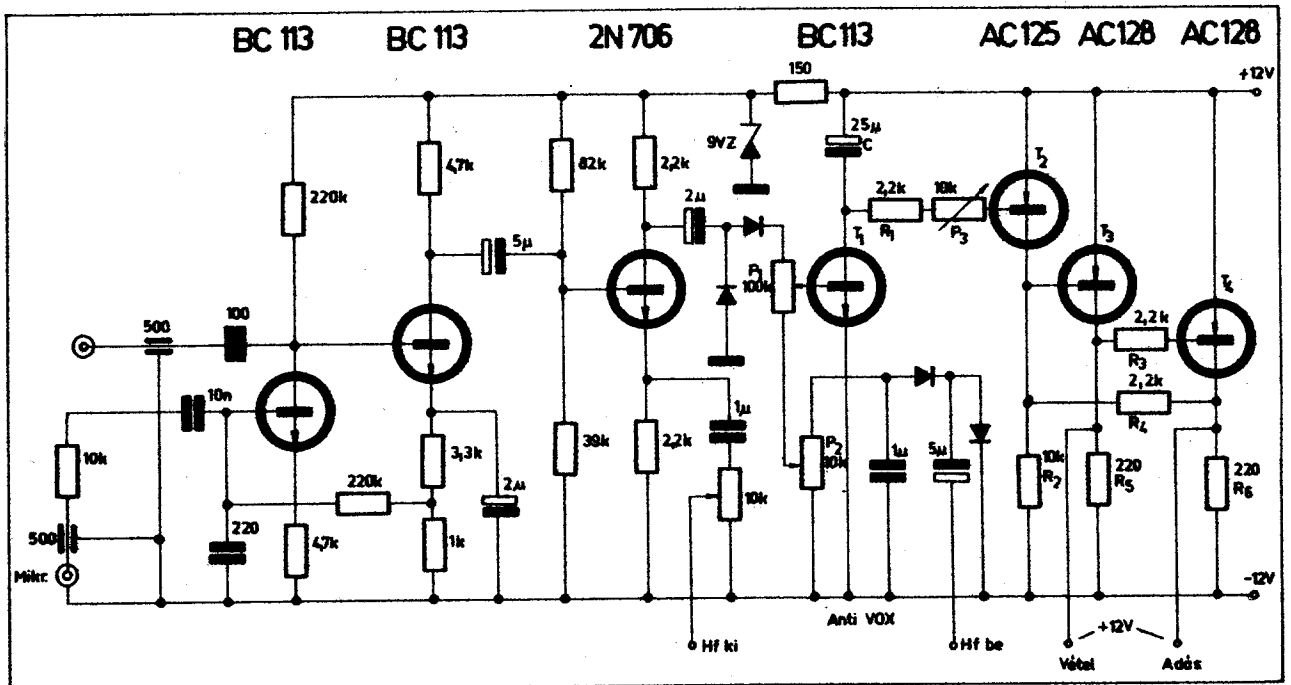 BC 113 BC 113 2N 706 BC113 AC 125 AC128 AC 128
150
+12V
25µ
C
9VZ
4,7k
82k
2,2k
T2
220k
2,2k
R1
10k
P3
2µ
5µ
P1
100k
T1
T3
T4
500
100
2,2k
R3
2,2k
R4
10n
1µ
10k
3,3k
39k
2,2k
P2
10k
1µ
5µ
10k
R2
220
R5
220
R6
220k
2µ
10k
500
220
4,7k
1k
Mikr.
-12V
Anti VOX
Hf ki
Hf be
+12V
Vétel
Adás